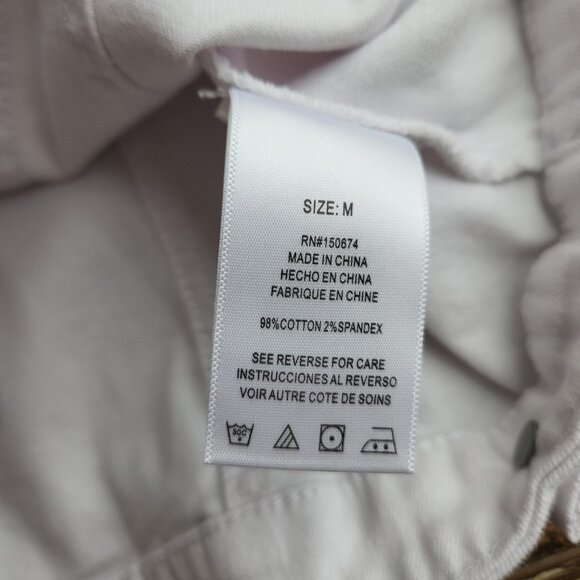 SIZE: M
RN#150674
MADE IN CHINA
HECHO EN CHINA
FABRIQUE EN CHINE
98%COTTON 2%SPANDEX
SEE REVERSE FOR CARE
INSTRUCCIONES AL REVERSO
VOIR AUTRE COTE DE SOINS
30C